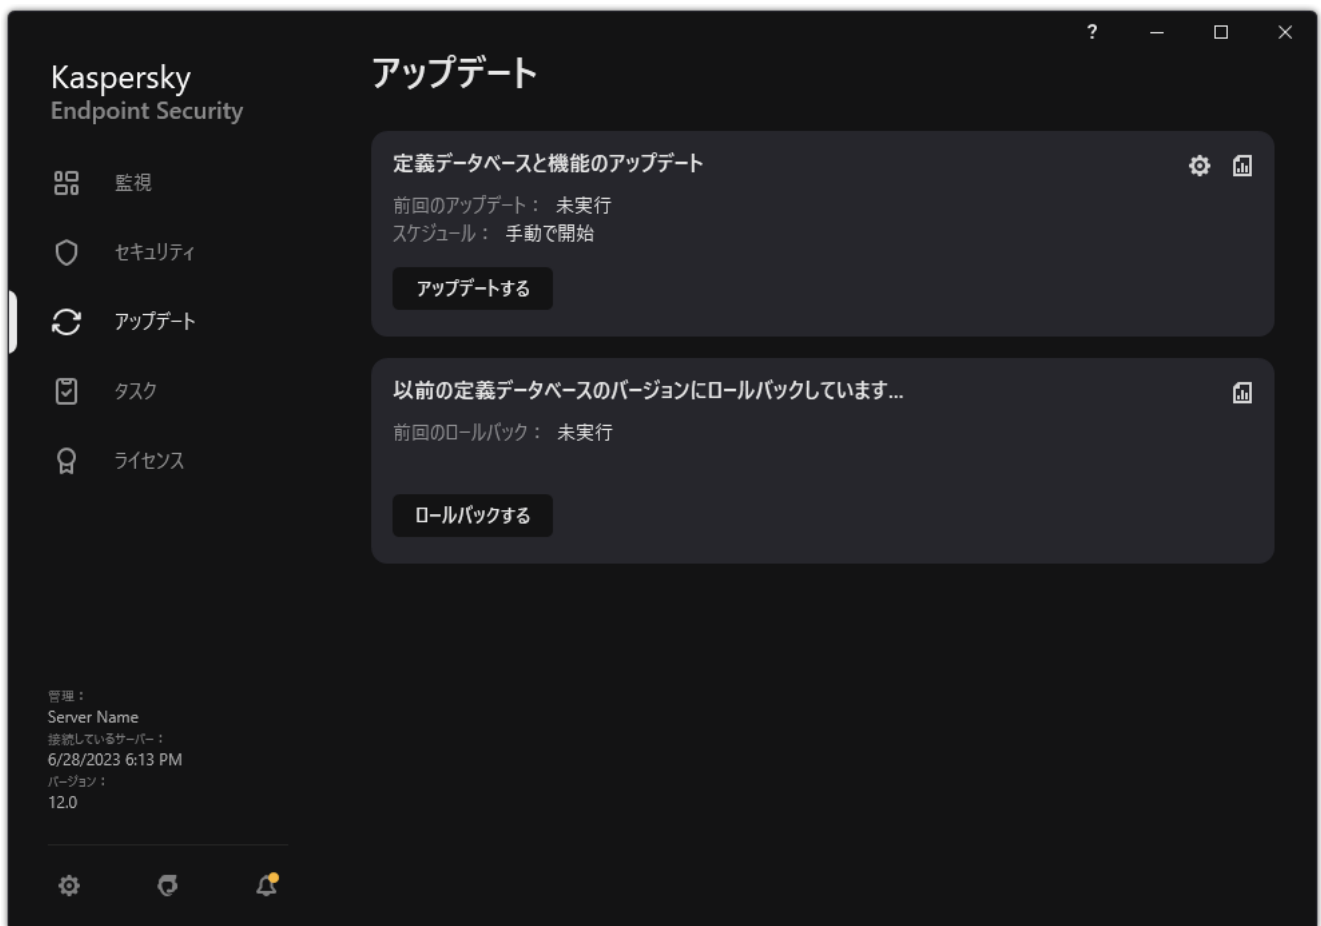 ?
Kaspersky
Endpoint Security
監視
セキュリティ
アップデート
タスク
ライセンス
管理：
Server Name
接続しているサーバー：
6/28/2023 6:13 PM
バージョン：
12.0
アップデート
定義データベースと機能のアップデート
前回のアップデート： 未実行
スケジュール： 手動で開始
アップデートする
以前の定義データベースのバージョンにロールバックしています...
前回のロールバック： 未実行
ロールバックする